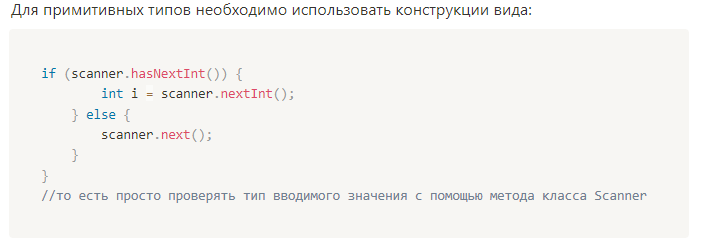 Для примитивных типов необходимо использовать конструкции вида:
if (scanner.hasNextInt()) {
        int i = scanner.nextInt();
    } else {
        scanner.next();
    }
}
//то есть просто проверять тип вводимого значения с помощью метода класса Scanner